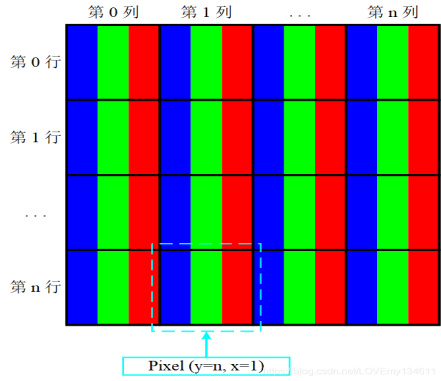 第 0 列 第 1 列 ... 第 n 列
第 0 行
第 1 行
...
第 n 行
Pixel (y=n, x=1)